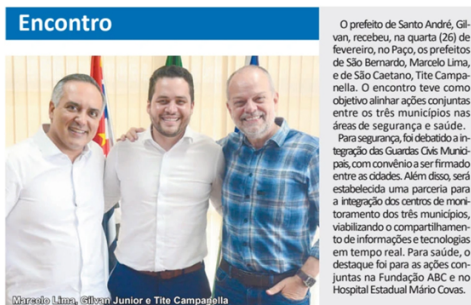 Encontro
O prefeito de Santo André, Gil-
van, recebeu, na quarta (26) de
fevereiro, no Paço, os prefeitos
de São Bernardo, Marcelo Lima,
e de São Caetano, Tite Campa-
nella. O encontro teve como
objetivo alinhar ações conjuntas
entre os três municípios nas
áreas de segurança e saúde.
Para segurança, foi debatido a in-
tegração das Guardas Civis Munici-
pais, com convênio a ser firmado
entre as cidades. Além disso, será
estabelecida uma parceria para
a integração dos centros de moni-
toramento dos três municípios,
viabilizando o compartilhamen-
to de informações e tecnologias
em tempo real. Para saúde, o
destaque foi para as ações con-
juntas na Fundação ABC e no
Hospital Estadual Mário Covas.
Marcelo Lima, Gilvan Junior e Tite Campanella